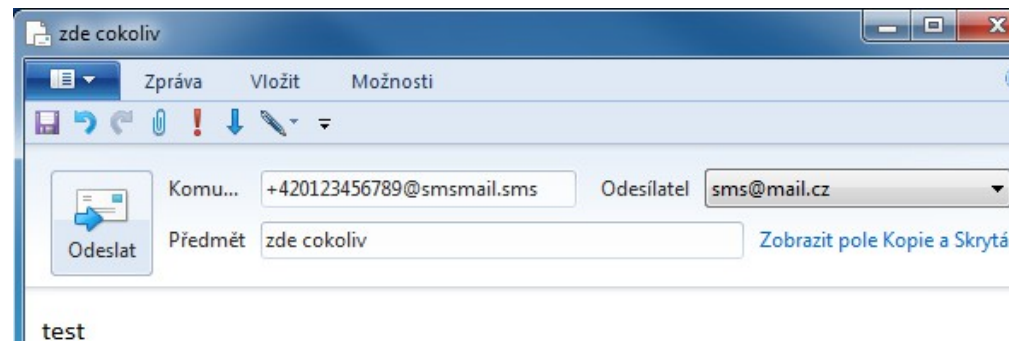 zde cokoliv
Zpráva Vložit Možnosti
Komu... +420123456789@smsmail.sms Odesílatel sms@mail.cz
Odeslat Předmět zde cokoliv Zobrazit pole Kopie a Skrytá
test